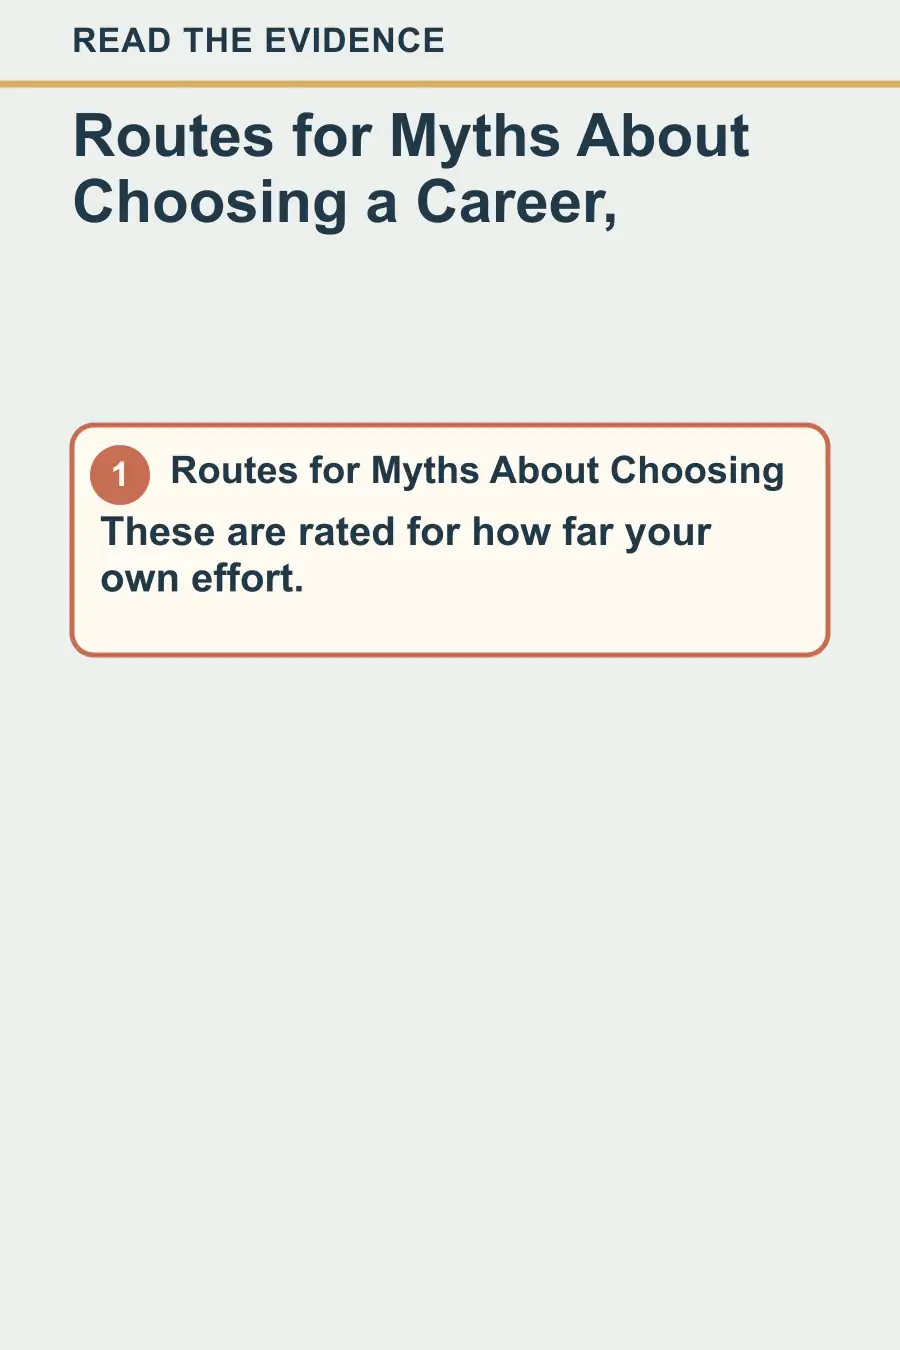 READ THE EVIDENCE
Routes for Myths About
Choosing a Career,
1 Routes for Myths About Choosing
These are rated for how far your
own effort.